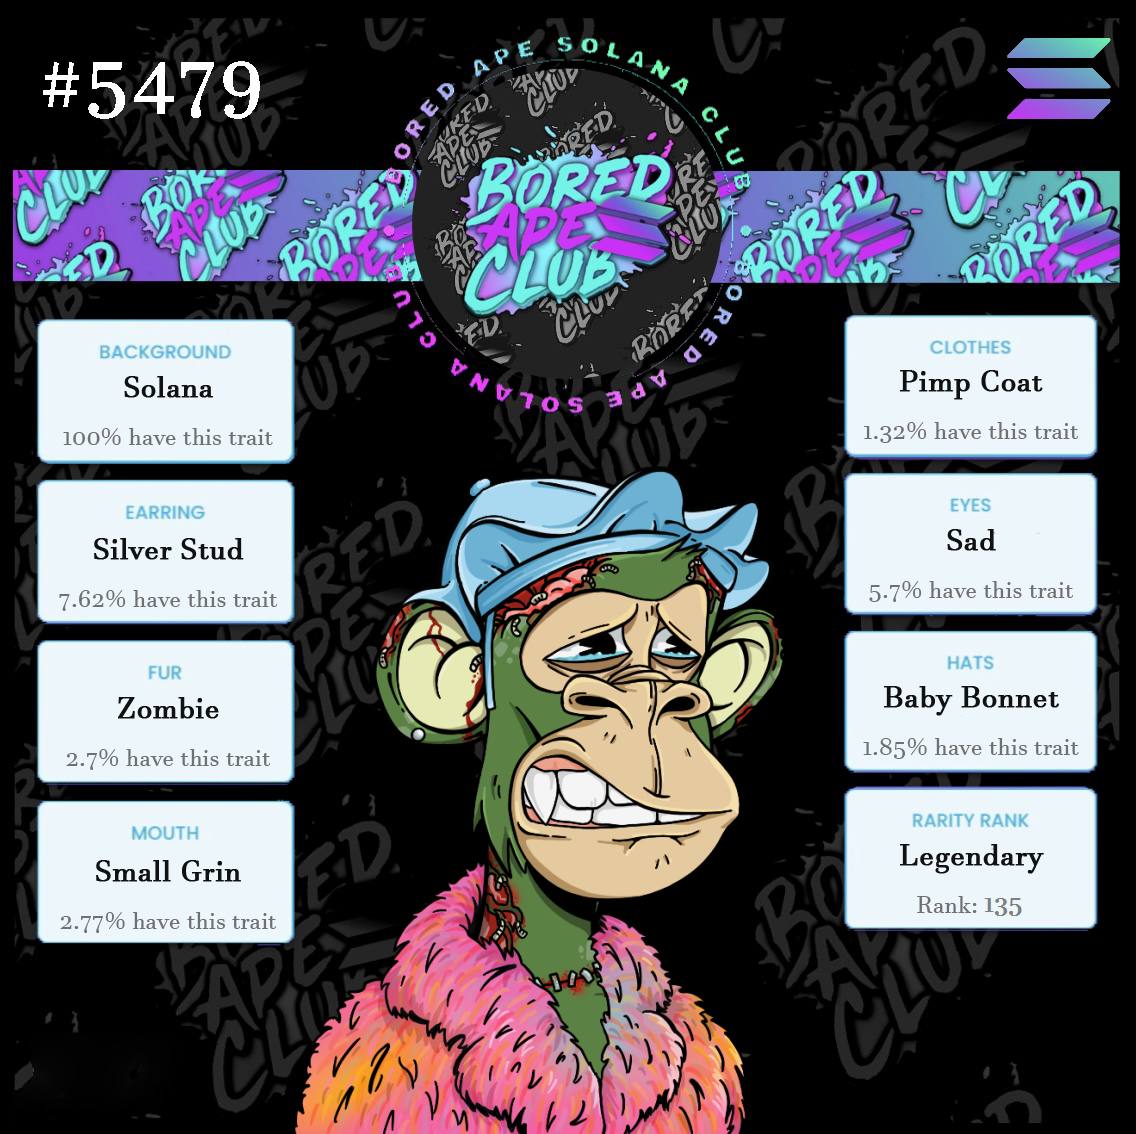 #5479
BORED APE SOLANA CLUB
BORED APE SOLANA CLUB
BORED
APE
CLUB
BACKGROUND
Solana
100% have this trait
EARRING
Silver Stud
7.62% have this trait
FUR
Zombie
2.7% have this trait
MOUTH
Small Grin
2.77% have this trait
CLOTHES
Pimp Coat
1.32% have this trait
EYES
Sad
5.7% have this trait
HATS
Baby Bonnet
1.85% have this trait
RARITY RANK
Legendary
Rank: 135